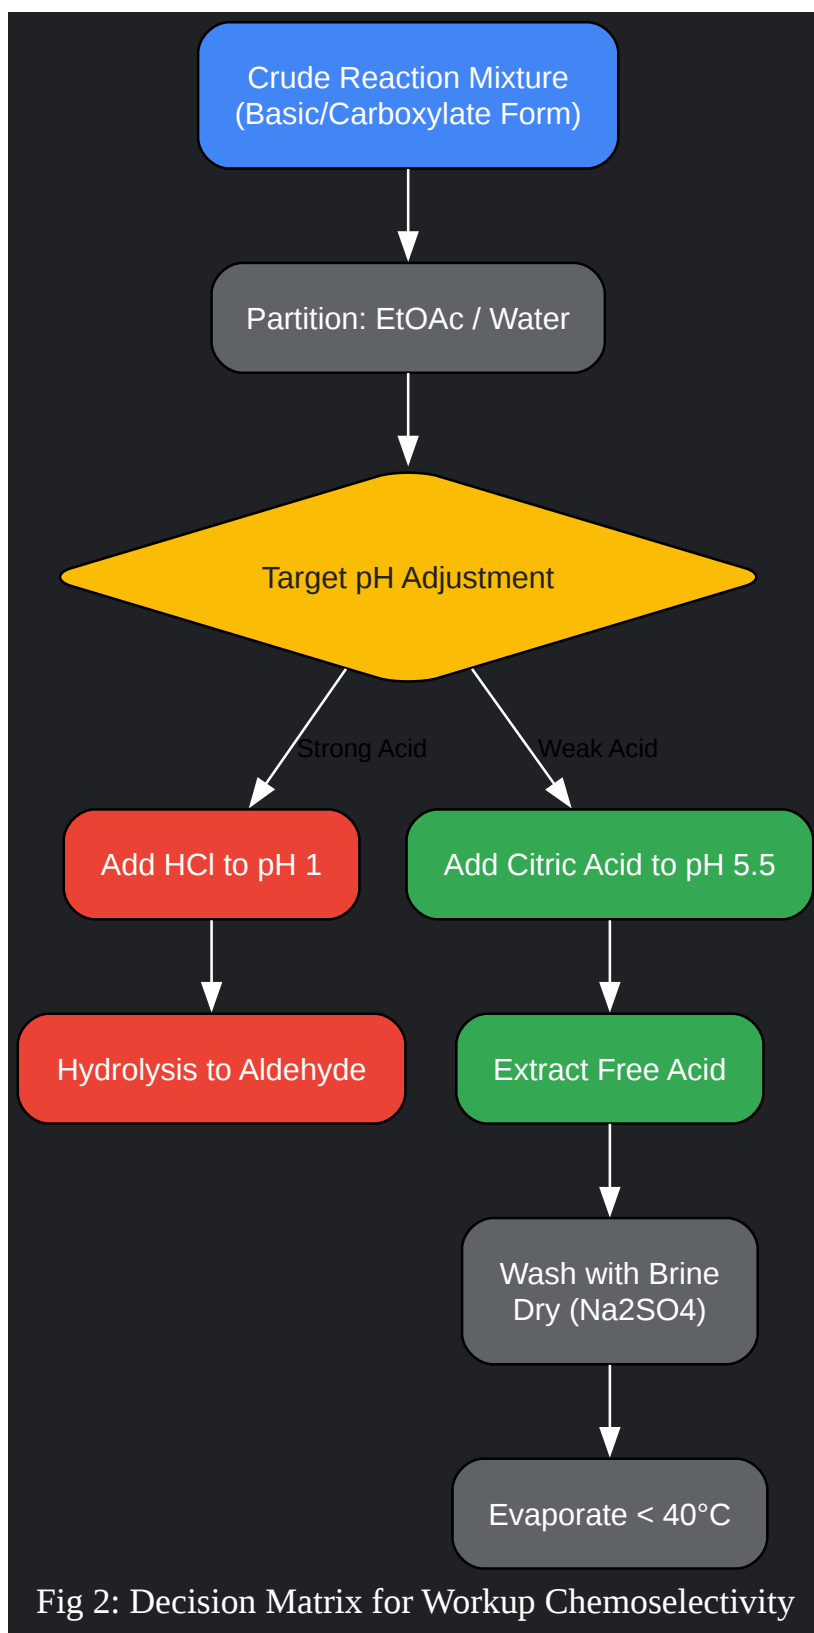 Crude Reaction Mixture
(Basic/Carboxylate Form)
Partition: EtOAc / Water
Target pH Adjustment
Strong Acid
Weak Acid
Add HCl to pH 1
Add Citric Acid to pH 5.5
Hydrolysis to Aldehyde
Extract Free Acid
Wash with Brine
Dry (Na2SO4)
Evaporate < 40°C
Fig 2: Decision Matrix for Workup Chemoselectivity